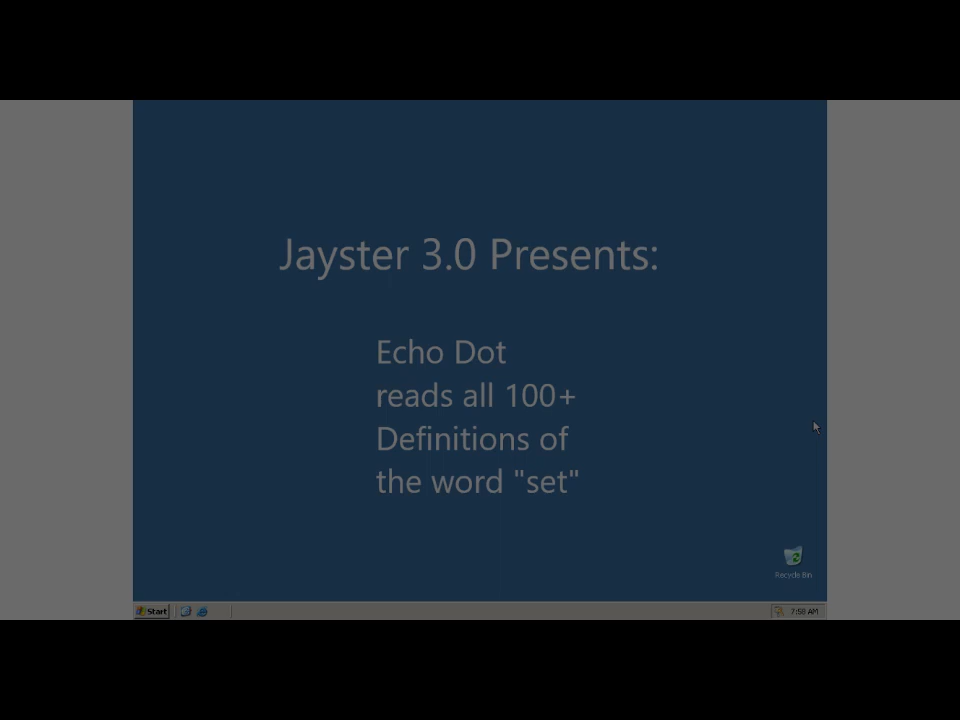 Jayster 3.0 Presents:
Echo Dot
reads all 100+
Definitions of
the word "set"
Recycle Bin
Start
7:58 AM